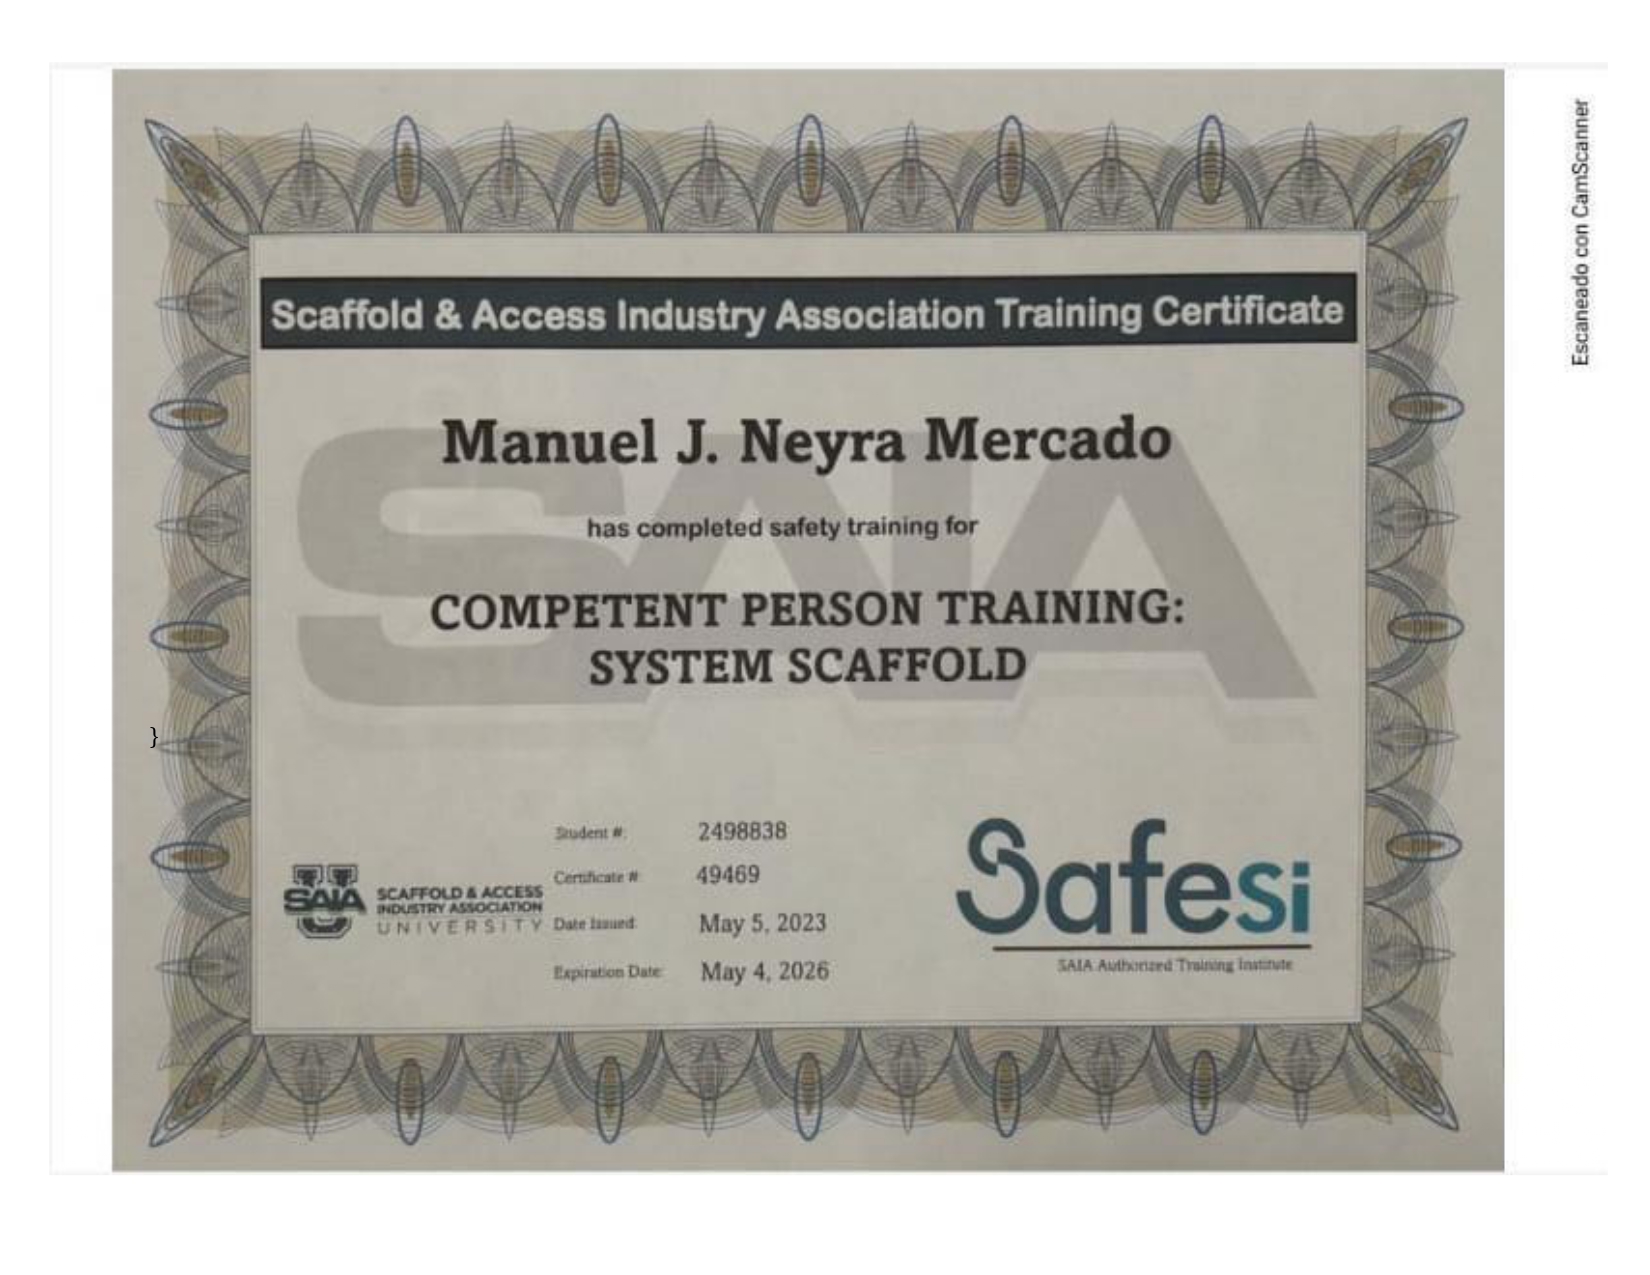 Scaffold & Access Industry Association Training Certificate
Manuel J. Neyra Mercado
has completed safety training for
COMPETENT PERSON TRAINING:
SYSTEM SCAFFOLD
SAIA
}
Student #: 2498838
Certificate #: 49469
Date Issued: May 5, 2023
Expiration Date: May 4, 2026
U
SAIA
SCAFFOLD & ACCESS
INDUSTRY ASSOCIATION
UNIVERSITY
Safesi
SAIA Authorized Training Institute
Escaneado con CamScanner